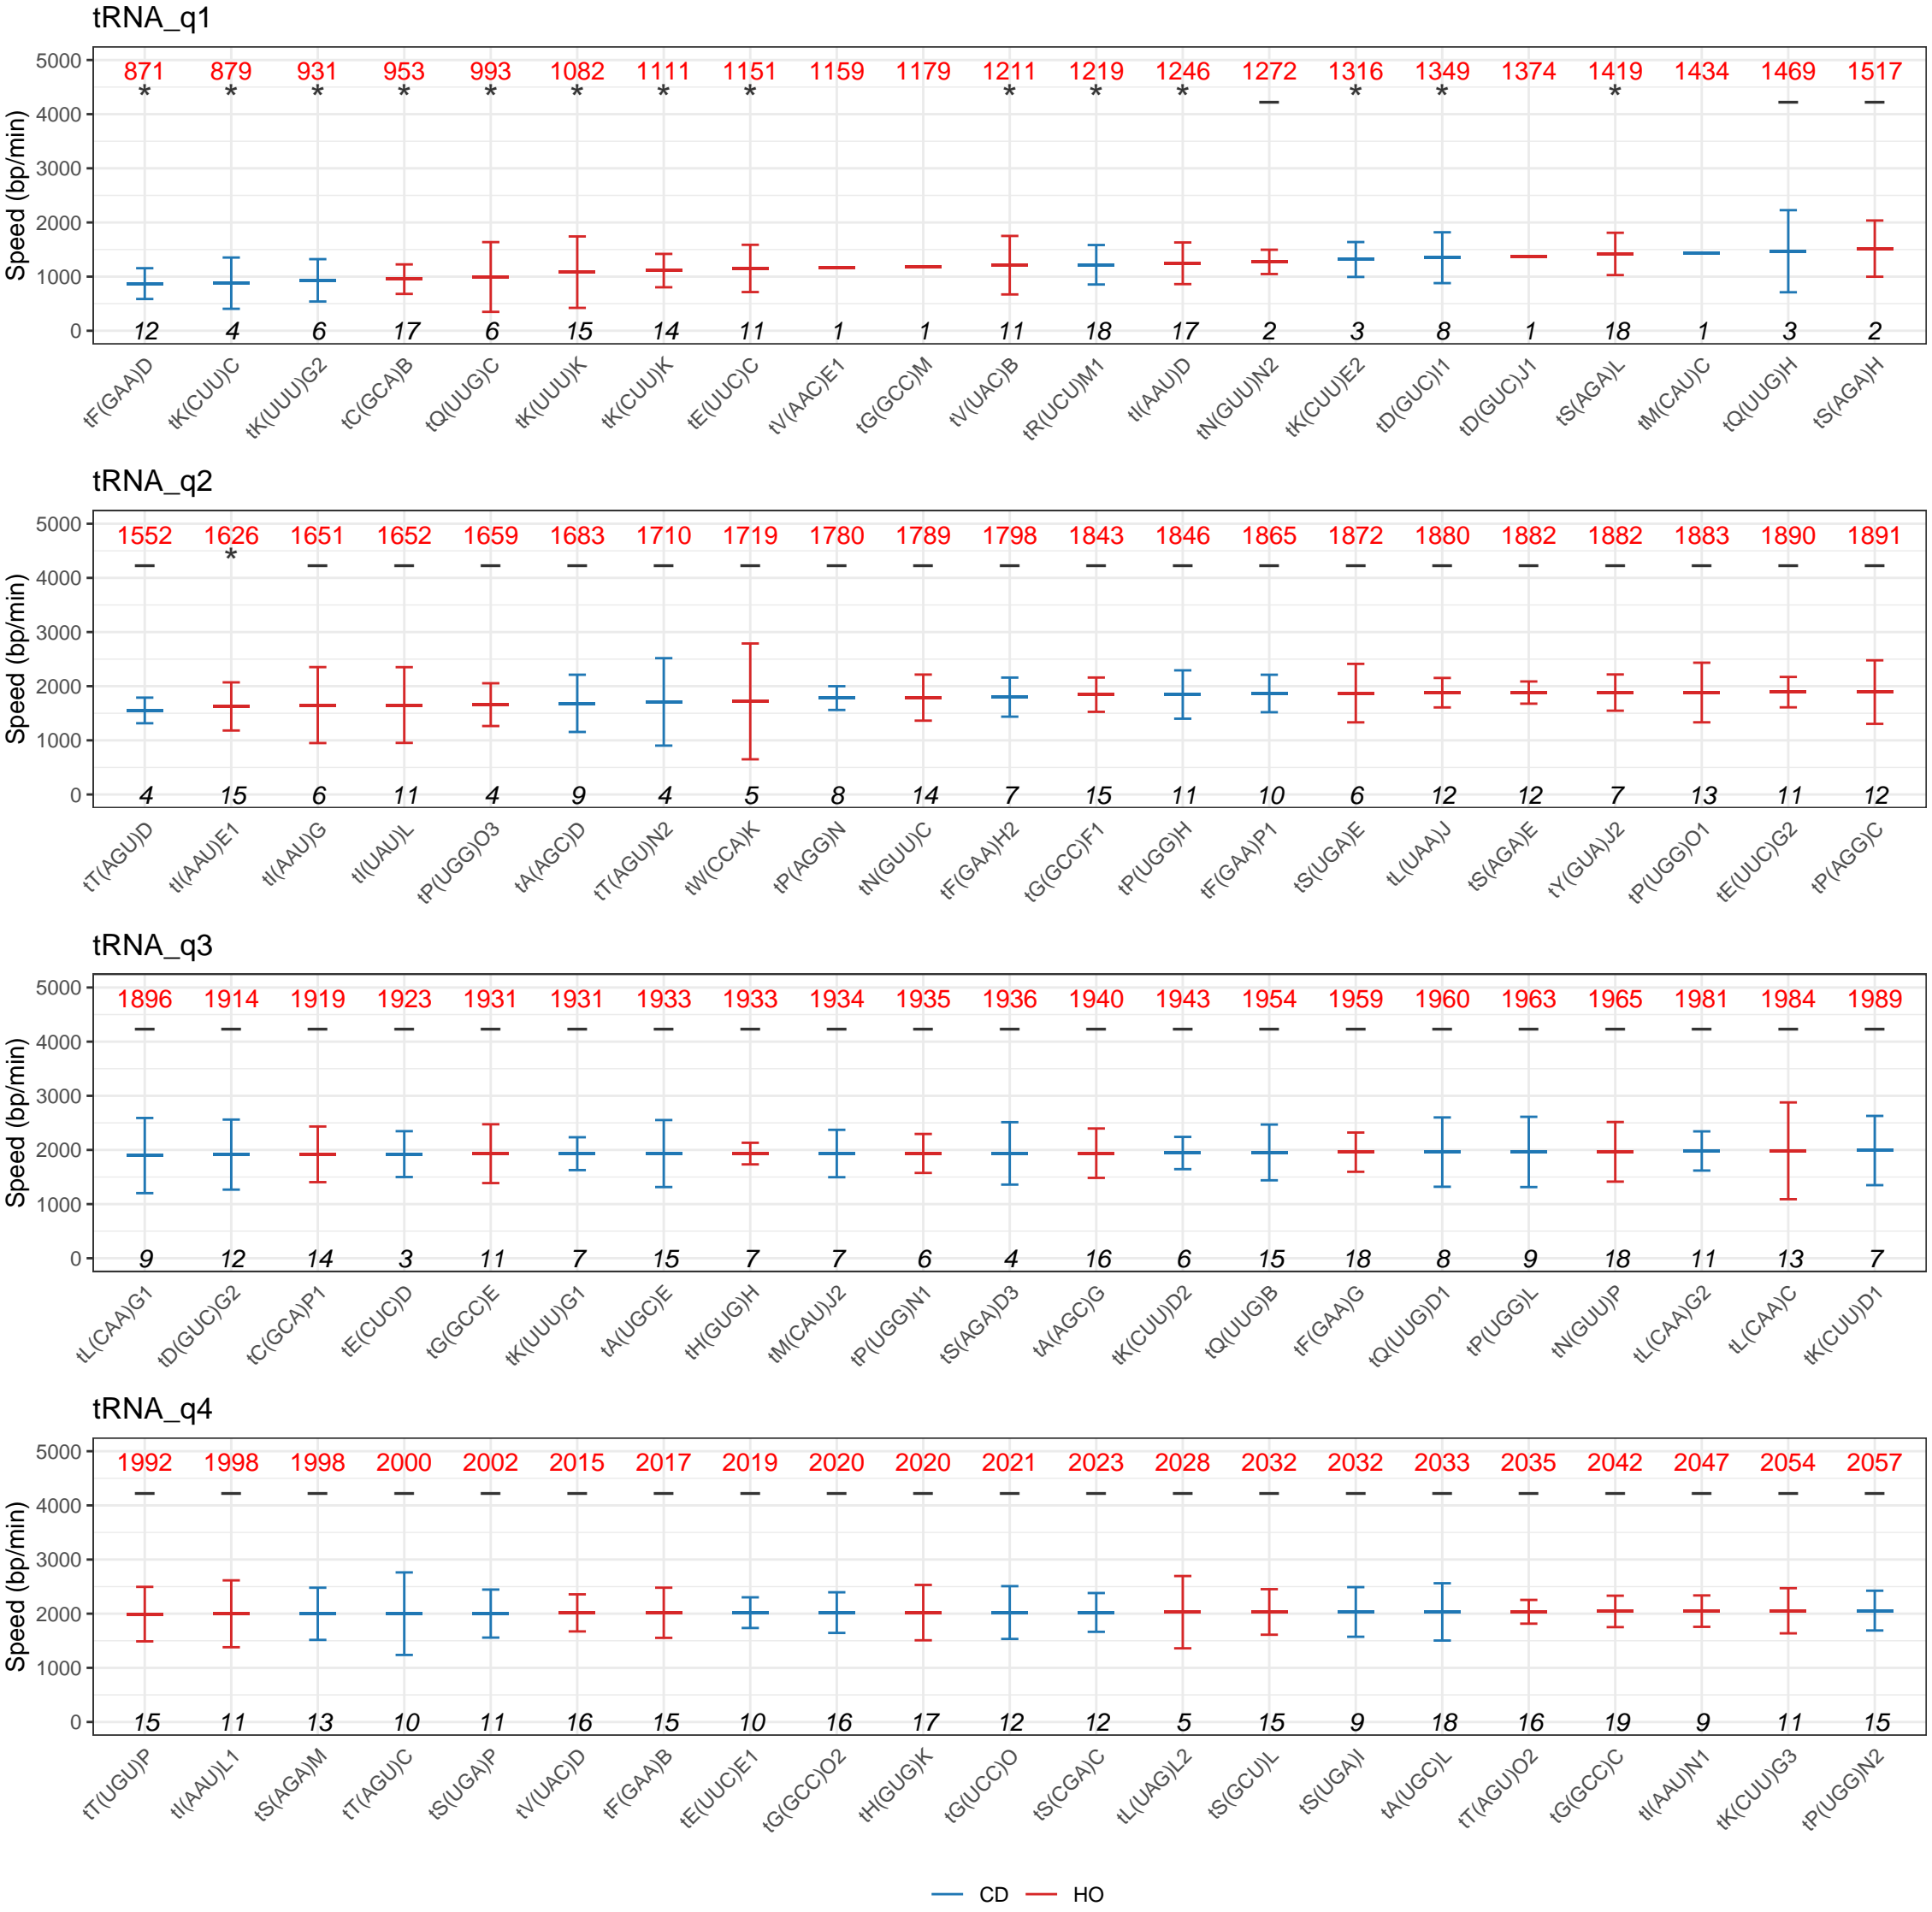 tRNA_q1
Speed (bp/min)
5000
4000
3000
2000
1000
0
871 879 931 953 993 1082 1111 1151 1159 1179 1211 1219 1246 1272 1316 1349 1374 1419 1434 1469 1517
* * * * * * * * * * * – * * * – –
12 4 6 17 6 15 14 11 1 1 11 18 17 2 3 8 1 18 1 3 2
tF(GAA)D tK(CUU)C tK(UUU)G2 tC(GCA)B tQ(UUG)C tK(UUU)K tK(CUU)K tE(UUC)C tV(AAC)E1 tG(GCC)M tV(UAC)B tR(UCU)M1 tI(AAU)D tN(GUU)N2 tK(CUU)E2 tD(GUC)I1 tD(GUC)J1 tS(AGA)L tM(CAU)C tQ(UUG)H tS(AGA)H
tRNA_q2
Speed (bp/min)
5000
4000
3000
2000
1000
0
1552 1626 1651 1652 1659 1683 1710 1719 1780 1789 1798 1843 1846 1865 1872 1880 1882 1882 1883 1890 1891
– * – – – – – – – – – – – – – – – – – – –
4 15 6 11 4 9 4 5 8 14 7 15 11 10 6 12 12 7 13 11 12
tT(AGU)D tI(AAU)E1 tI(AAU)G tI(UAU)L tP(UGG)O3 tA(AGC)D tT(AGU)N2 tW(CCA)K tP(AGG)N tN(GUU)C tF(GAA)H2 tG(GCC)F1 tP(UGG)H tF(GAA)P1 tS(UGA)E tL(UAA)J tS(AGA)E tY(GUA)J2 tP(UGG)O1 tE(UUC)G2 tP(AGG)C
tRNA_q3
Speed (bp/min)
5000
4000
3000
2000
1000
0
1896 1914 1919 1923 1931 1931 1933 1933 1934 1935 1936 1940 1943 1954 1959 1960 1963 1965 1981 1984 1989
– – – – – – – – – – – – – – – – – – – – –
9 12 14 3 11 7 15 7 7 6 4 16 6 15 18 8 9 18 11 13 7
tL(CAA)G1 tD(GUC)G2 tC(GCA)P1 tE(CUC)D tG(GCC)E tK(UUU)G1 tA(UGC)E tH(GUG)H tM(CAU)J2 tP(UGG)N1 tS(AGA)D3 tA(AGC)G tK(CUU)D2 tQ(UUG)B tF(GAA)G tQ(UUG)D1 tP(UGG)L tN(GUU)P tL(CAA)G2 tL(CAA)C tK(CUU)D1
tRNA_q4
Speed (bp/min)
5000
4000
3000
2000
1000
0
1992 1998 1998 2000 2002 2015 2017 2019 2020 2020 2021 2023 2028 2032 2032 2033 2035 2042 2047 2054 2057
– – – – – – – – – – – – – – – – – – – – –
15 11 13 10 11 16 15 10 16 17 12 12 5 15 9 18 16 19 9 11 15
tT(UGU)P tI(AAU)L1 tS(AGA)M tT(AGU)C tS(UGA)P tV(UAC)D tF(GAA)B tE(UUC)E1 tG(GCC)O2 tH(GUG)K tG(UCC)O tS(CGA)C tL(UAG)L2 tS(GCU)L tS(UGA)I tA(UGC)L tT(AGU)O2 tG(GCC)C tI(AAU)N1 tK(CUU)G3 tP(UGG)N2
CD HO